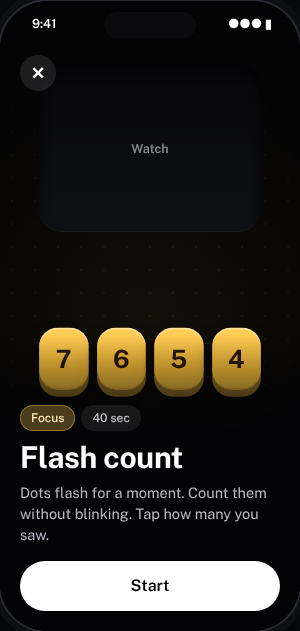 9:41
Watch
7 6 5 4
Focus 40 sec
Flash count
Dots flash for a moment. Count them
without blinking. Tap how many you
saw.
Start